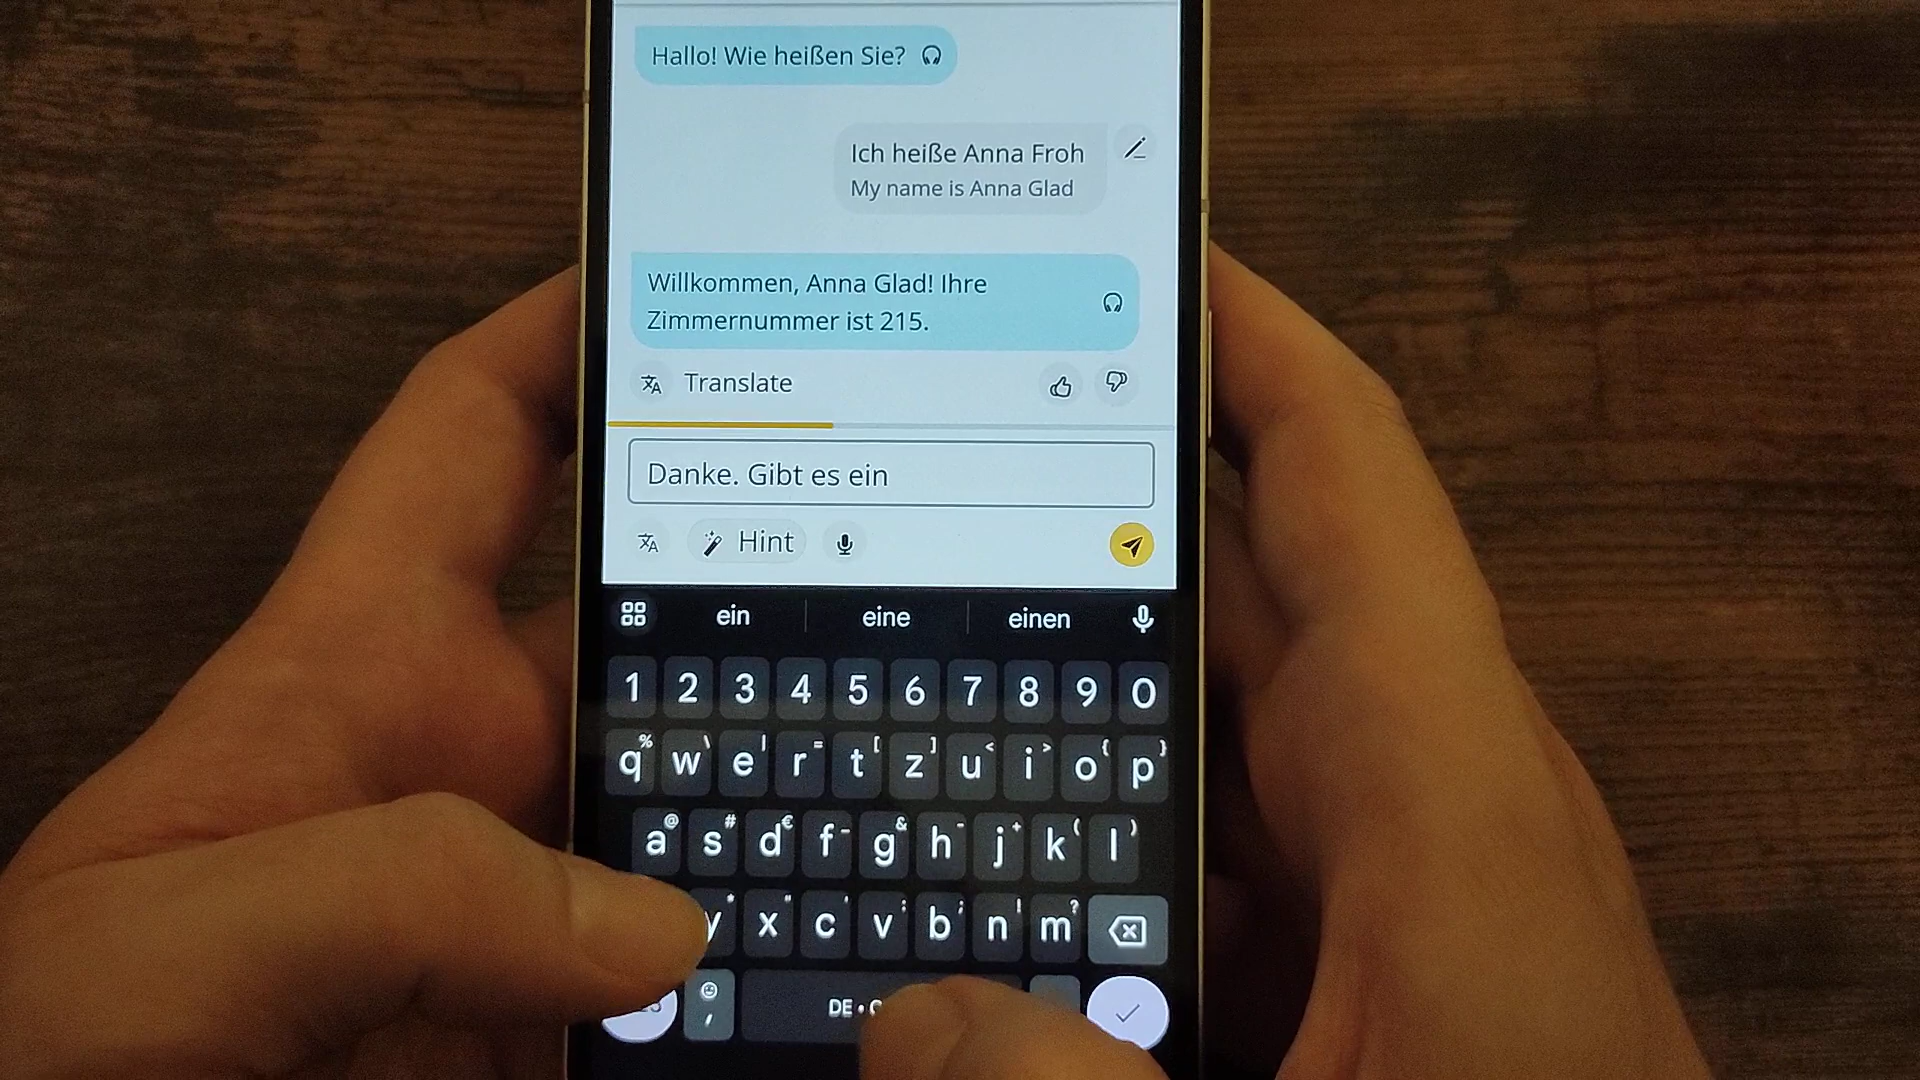 Hallo! Wie heißen Sie?
Ich heiße Anna Froh
My name is Anna Glad
Willkommen, Anna Glad! Ihre
Zimmernummer ist 215.
Translate
Danke. Gibt es ein
Hint
ein eine einen
1 2 3 4 5 6 7 8 9 0
q % w \ e | r = t [ z ] u < i > o { p }
a @ s # d € f - g & h - j + k ( l )
y * x " c ' v : b ; n ! m ?
, DE •